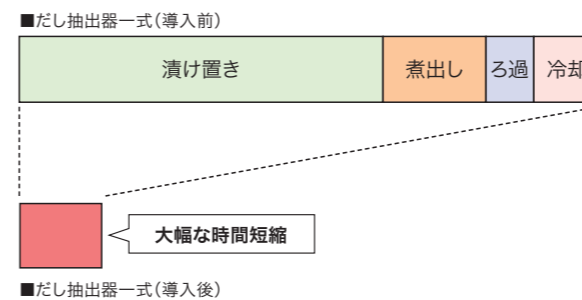 ■だし抽出器一式(導入前)
漬け置き 煮出し ろ過 冷却
大幅な時間短縮
■だし抽出器一式(導入後)